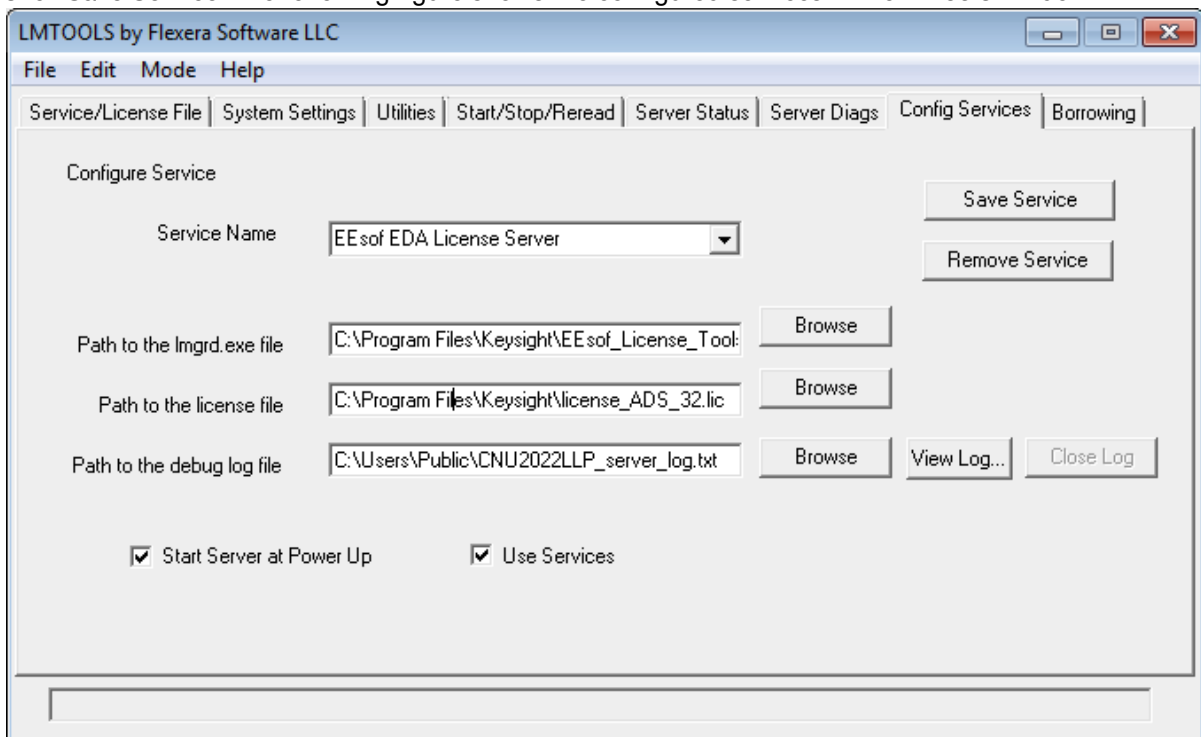 LMTOOLS by Flexera Software LLC
File Edit Mode Help
Service/License File System Settings Utilities Start/Stop/Reread Server Status Server Diags Config Services Borrowing
Configure Service
Save Service
Service Name EEsof EDA License Server
Remove Service
Path to the lmgrd.exe file C:\Program Files\Keysight\EEsof_License_Tool Browse
Path to the license file C:\Program Files\Keysight\license_ADS_32.lic Browse
Path to the debug log file C:\Users\Public\CNU2022LLP_server_log.txt Browse View Log... Close Log
Start Server at Power Up Use Services